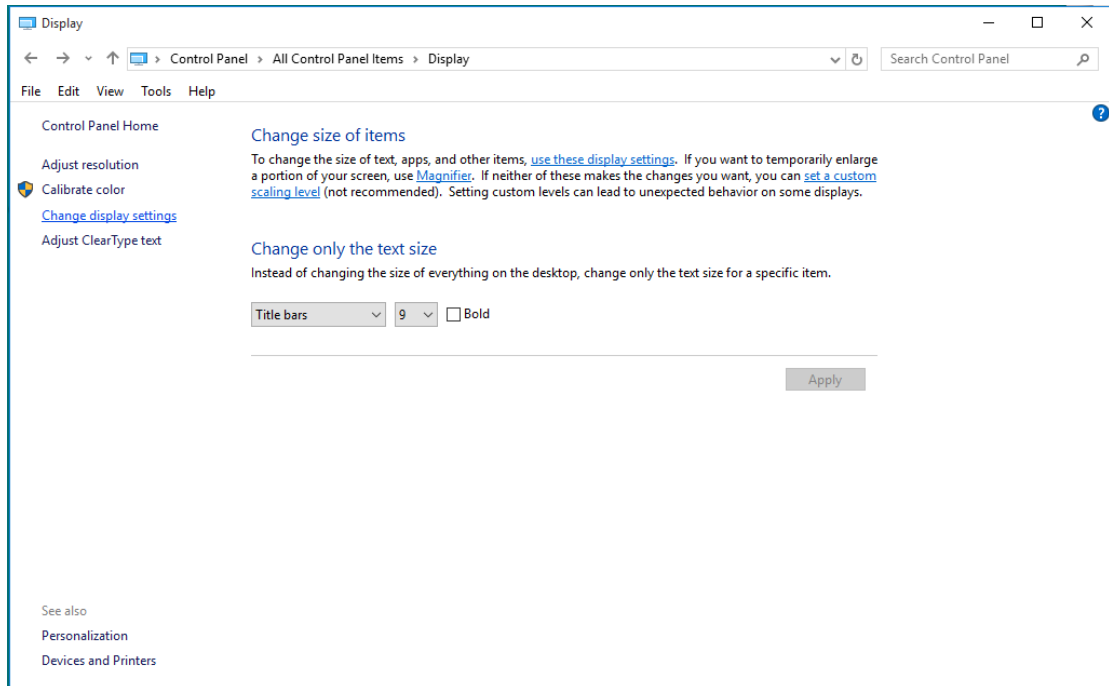 Display
Control Panel > All Control Panel Items > Display
Search Control Panel
File Edit View Tools Help
Control Panel Home
Adjust resolution
Calibrate color
Change display settings
Adjust ClearType text
Change size of items
To change the size of text, apps, and other items, use these display settings. If you want to temporarily enlarge
a portion of your screen, use Magnifier. If neither of these makes the changes you want, you can set a custom
scaling level (not recommended). Setting custom levels can lead to unexpected behavior on some displays.
Change only the text size
Instead of changing the size of everything on the desktop, change only the text size for a specific item.
Title bars 9 Bold
Apply
See also
Personalization
Devices and Printers